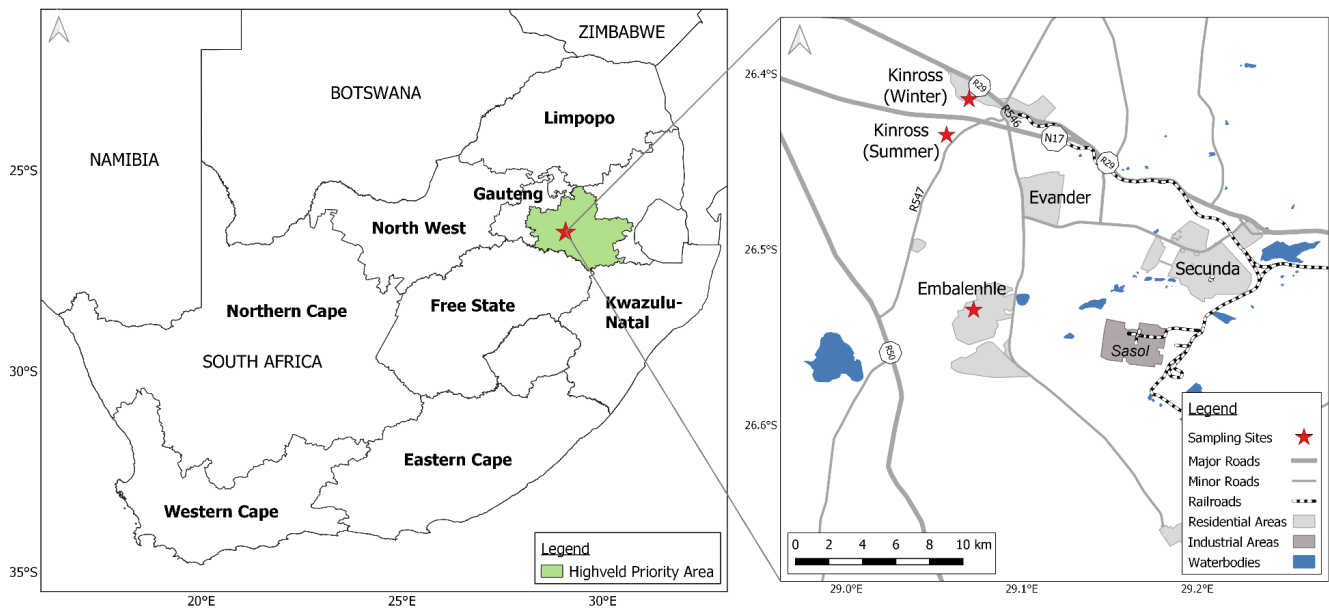 ZIMBABWE
BOTSWANA
Limpopo
NAMIBIA
Gauteng
North West
Northern Cape
Free State
Kwazulu-
Natal
SOUTH AFRICA
Eastern Cape
Western Cape
25°S
30°S
35°S
20°E
25°E
30°E
Legend
Highveld Priority Area
26.4°S
26.5°S
26.6°S
29.0°E
29.1°E
29.2°E
Kinross
(Winter)
R29
R546
Kinross
(Summer)
N17
R29
R547
Evander
Secunda
Embalenhle
Sasol
R50
0 2 4 6 8 10 km
Legend
Sampling Sites
Major Roads
Minor Roads
Railroads
Residential Areas
Industrial Areas
Waterbodies